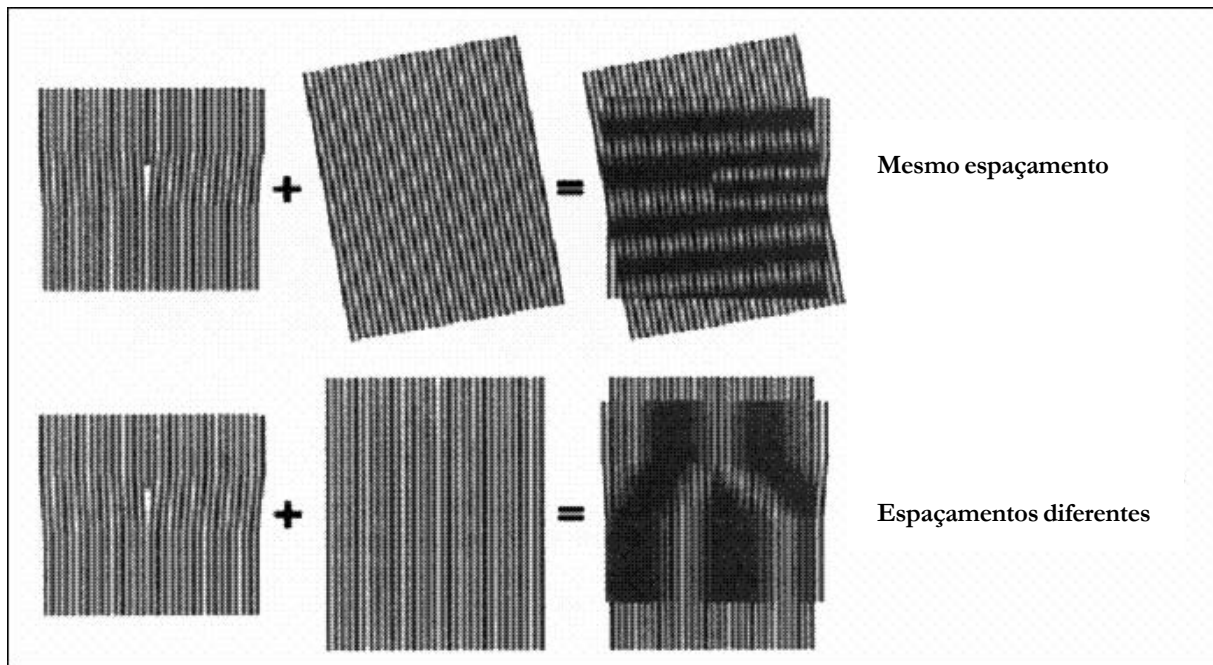 +
=
Mesmo espaçamento
+
=
Espaçamentos diferentes